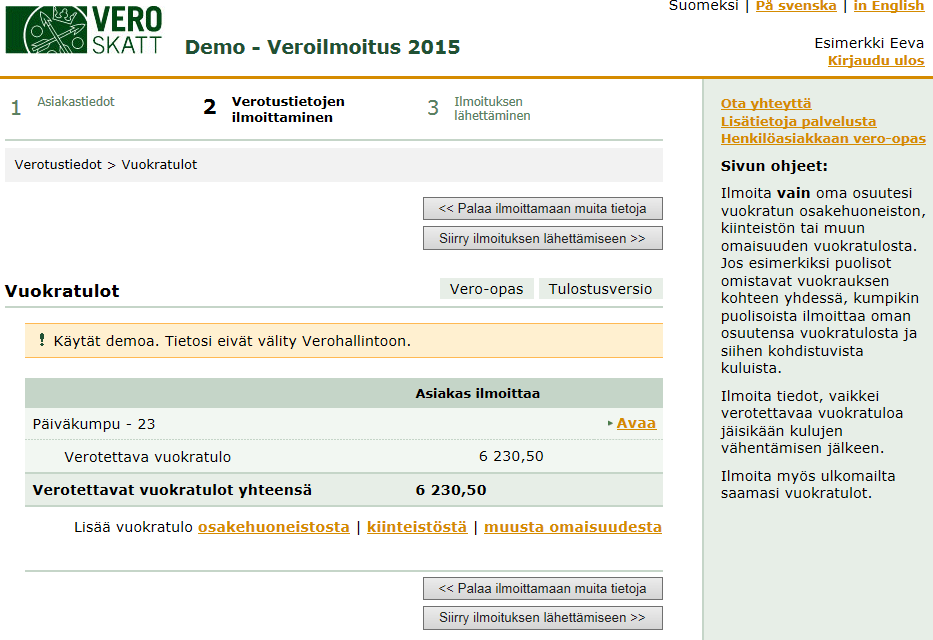 VERO
SKATT
Demo - Veroilmoitus 2015
Suomeksi | På svenska | in English
Esimerkki Eeva
Kirjaudu ulos
1 Asiakastiedot
2 Verotustietojen
ilmoittaminen
3 Ilmoituksen
lähettäminen
Verotustiedot > Vuokratulot
<< Palaa ilmoittamaan muita tietoja
Siirry ilmoituksen lähettämiseen >>
Vuokratulot
Vero-opas
Tulostusversio
! Käytät demoa. Tietosi eivät välity Verohallintoon.
Asiakas ilmoittaa
Päiväkumpu - 23 Avaa
Verotettava vuokratulo 6 230,50
Verotettavat vuokratulot yhteensä 6 230,50
Lisää vuokratulo osakehuoneistosta | kiinteistöstä | muusta omaisuudesta
<< Palaa ilmoittamaan muita tietoja
Siirry ilmoituksen lähettämiseen >>
Ota yhteyttä
Lisätietoja palvelusta
Henkilöasiakkaan vero-opas
Sivun ohjeet:
Ilmoita vain oma osuutesi
vuokratun osakehuoneiston,
kiinteistön tai muun
omaisuuden vuokratulosta.
Jos esimerkiksi puolisot
omistavat vuokrauksen
kohteen yhdessä, kumpikin
puolisoista ilmoittaa oman
osuutensa vuokratulosta ja
siihen kohdistuvista
kuluista.
Ilmoita tiedot, vaikkei
verotettavaa vuokratuloa
jäisikään kulujen
vähentämisen jälkeen.
Ilmoita myös ulkomailta
saamasi vuokratulot.